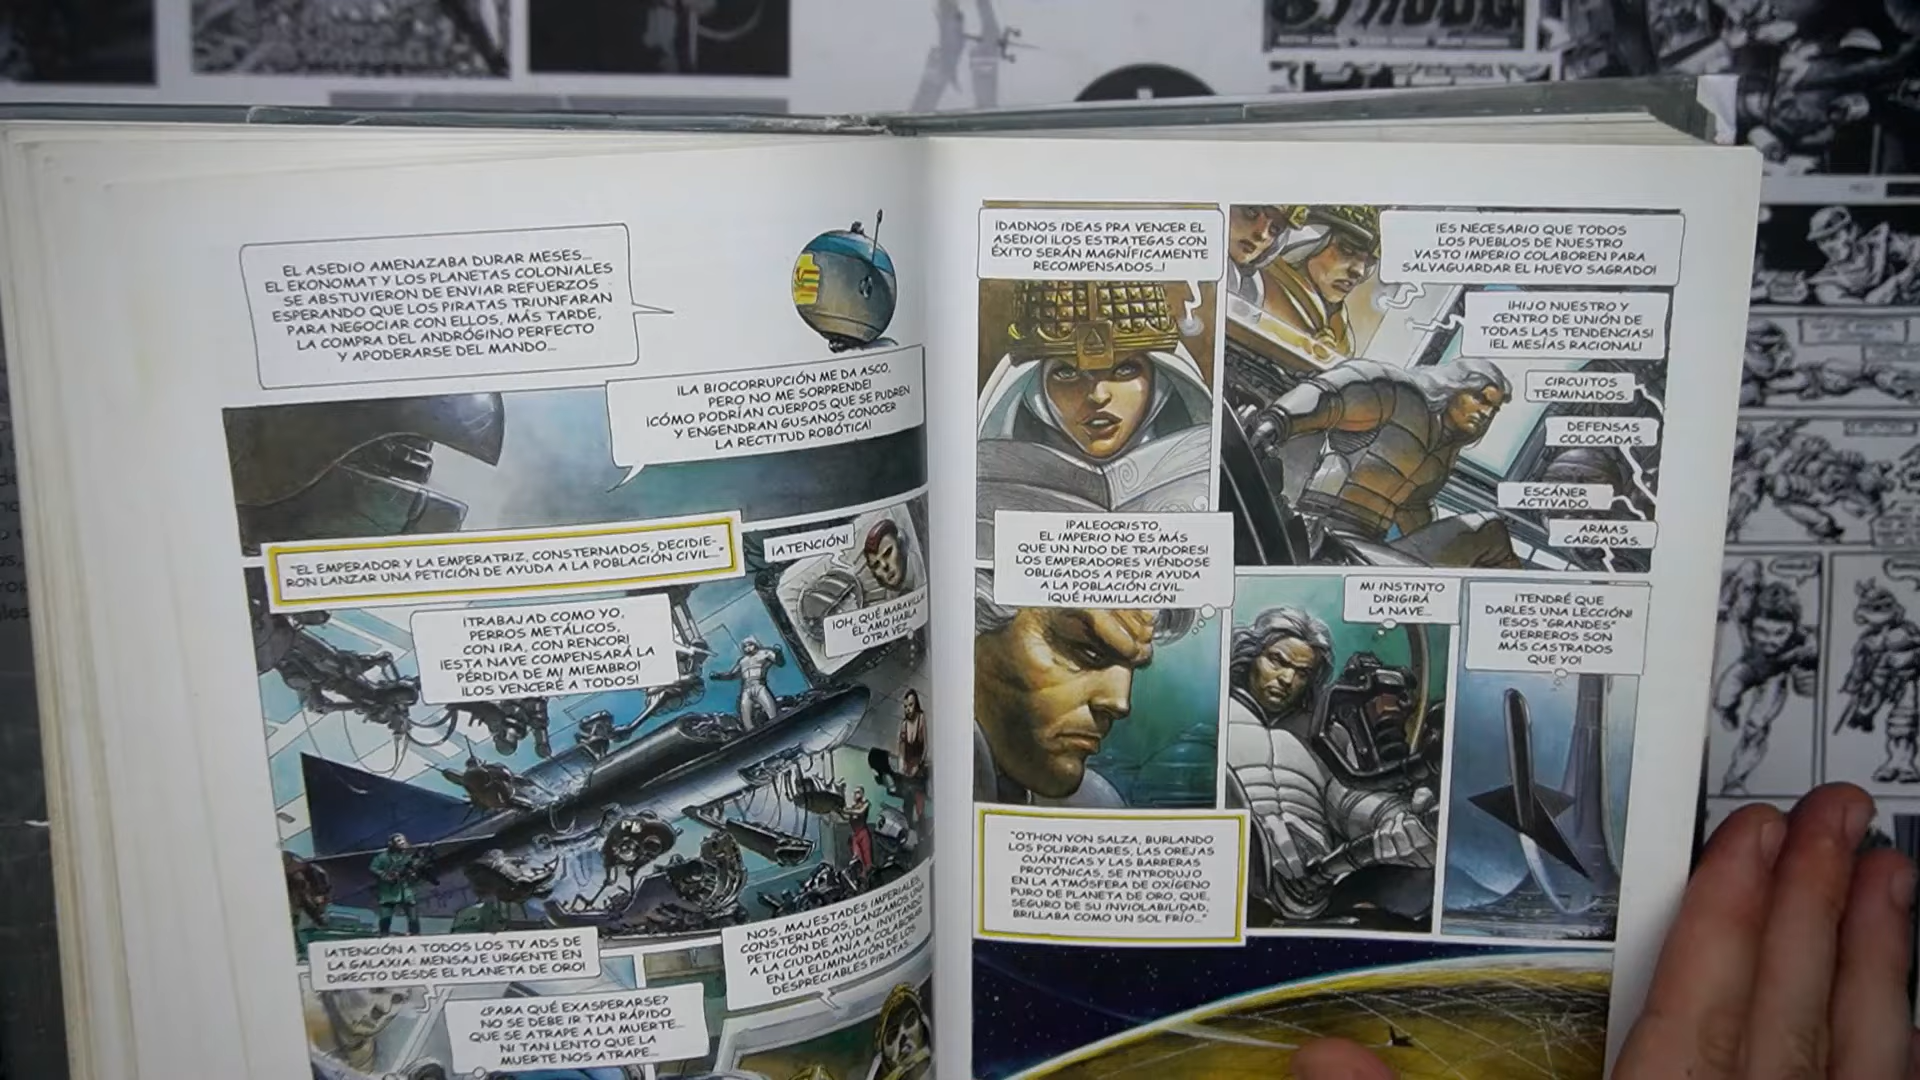 EL ASEDIO AMENAZABA DURAR MESES...
EL EKONOMAT Y LOS PLANETAS COLONIALES
SE ABSTUVIERON DE ENVIAR REFUERZOS
ESPERANDO QUE LOS PIRATAS TRIUNFARAN
PARA NEGOCIAR CON ELLOS, MÁS TARDE,
LA COMPRA DEL ANDRÓGINO PERFECTO
Y APODERARSE DEL MANDO...
¡LA BIOCORRUPCIÓN ME DA ASCO,
PERO NO ME SORPRENDE!
¡CÓMO PODRÍAN CUERPOS QUE SE PUDREN
Y ENGENDRAN GUSANOS CONOCER
LA RECTITUD ROBÓTICA!
"EL EMPERADOR Y LA EMPERATRIZ, CONSTERNADOS, DECIDIE-
RON LANZAR UNA PETICIÓN DE AYUDA A LA POBLACIÓN CIVIL..."
¡ATENCIÓN!
¡OH, QUÉ MARAVILLA!
EL AMO HABLA
OTRA VEZ...
¡TRABAJAD COMO YO,
PERROS METÁLICOS,
CON IRA, CON RENCOR!
¡ESTA NAVE COMPENSARÁ LA
PÉRDIDA DE MI MIEMBRO!
¡LOS VENCERÉ A TODOS!
¡ATENCIÓN A TODOS LOS TV ADS DE
LA GALAXIA: MENSAJE URGENTE EN
DIRECTO DESDE EL PLANETA DE ORO!
NOS, MAJESTADES IMPERIALES,
CONSTERNADOS, LANZAMOS UNA
PETICIÓN DE AYUDA, INVITANDO
A LA CIUDADANÍA A COLABORAR
EN LA ELIMINACIÓN DE LOS
DESPRECIABLES PIRATAS...
¿PARA QUÉ EXASPERARSE?
NO SE DEBE IR TAN RÁPIDO
QUE SE ATRAPE A LA MUERTE...
NI TAN LENTO QUE LA
MUERTE NOS ATRAPE...
¡DADNOS IDEAS PRA VENCER EL
ASEDIO! ¡LOS ESTRATEGAS CON
ÉXITO SERÁN MAGNÍFICAMENTE
RECOMPENSADOS...!
¡ES NECESARIO QUE TODOS
LOS PUEBLOS DE NUESTRO
VASTO IMPERIO COLABOREN PARA
SALVAGUARDAR EL HUEVO SAGRADO!
¡HIJO NUESTRO Y
CENTRO DE UNIÓN DE
TODAS LAS TENDENCIAS!
¡EL MESÍAS RACIONAL!
CIRCUITOS
TERMINADOS.
DEFENSAS
COLOCADAS.
ESCÁNER
ACTIVADO.
ARMAS
CARGADAS.
¡PALEOCRISTO,
EL IMPERIO NO ES MÁS
QUE UN NIDO DE TRAIDORES!
LOS EMPERADORES VIÉNDOSE
OBLIGADOS A PEDIR AYUDA
A LA POBLACIÓN CIVIL.
¡QUÉ HUMILLACIÓN!
MI INSTINTO
DIRIGIRÁ
LA NAVE...
¡TENDRÉ QUE
DARLES UNA LECCIÓN!
¡ESOS "GRANDES"
GUERREROS SON
MÁS CASTRADOS
QUE YO!
"OTHON VON SALZA, BURLANDO
LOS POLIRRADARES, LAS OREJAS
CUÁNTICAS Y LAS BARRERAS
PROTÓNICAS, SE INTRODUJO
EN LA ATMÓSFERA DE OXÍGENO
PURO DE PLANETA DE ORO, QUE,
SEGURO DE SU INVIOLABILIDAD,
BRILLABA COMO UN SOL FRÍO..."